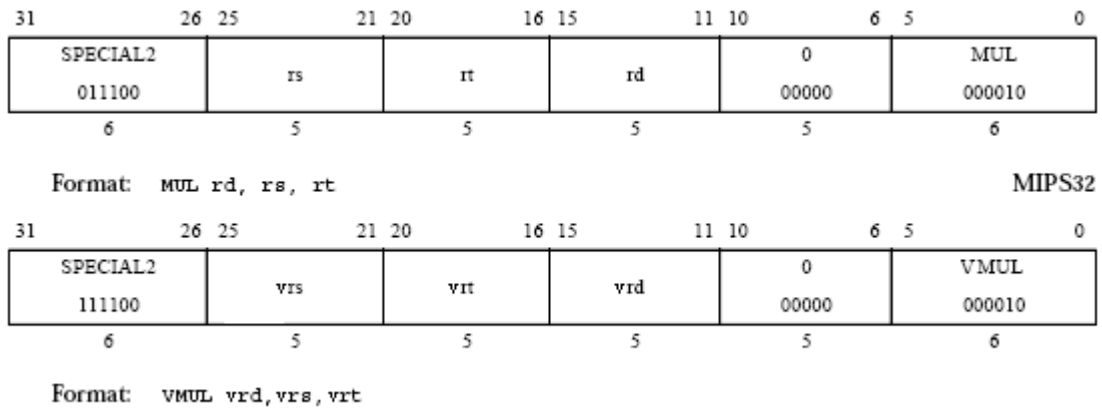 31 26 25 21 20 16 15 11 10 6 5 0
SPECIAL2 rs rt rd 0 MUL
011100 00000 000010
6 5 5 5 5 6
Format: MUL rd, rs, rt MIPS32
31 26 25 21 20 16 15 11 10 6 5 0
SPECIAL2 vrs vrt vrd 0 VMUL
111100 00000 000010
6 5 5 5 5 6
Format: VMUL vrd,vrs,vrt